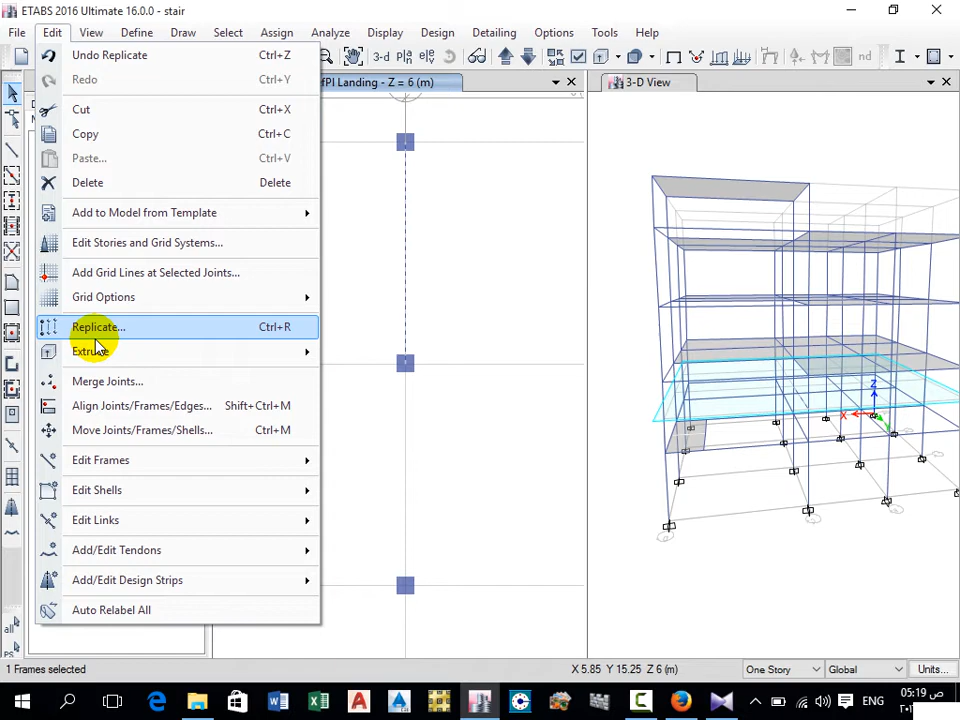 ETABS 2016 Ultimate 16.0.0 - stair
File Edit View Define Draw Select Assign Analyze Display Design Detailing Options Tools Help
3-d
Undo Replicate Ctrl+Z
Redo Ctrl+Y
Cut Ctrl+X
Copy Ctrl+C
Paste...
Ctrl+V
Delete Delete
Add to Model from Template
Edit Stories and Grid Systems...
Add Grid Lines at Selected Joints...
Grid Options
Replicate... Ctrl+R
Extrude
Merge Joints...
Align Joints/Frames/Edges... Shift+Ctrl+M
Move Joints/Frames/Shells... Ctrl+M
Edit Frames
Edit Shells
Edit Links
Add/Edit Tendons
Add/Edit Design Strips
Auto Relabel All
fPI Landing - Z = 6 (m)
3-D View
Z
X
Y
all
ps
1 Frames selected
X 5.85 Y 15.25 Z 6 (m)
One Story
Global
Units...
ENG
05:19 ص